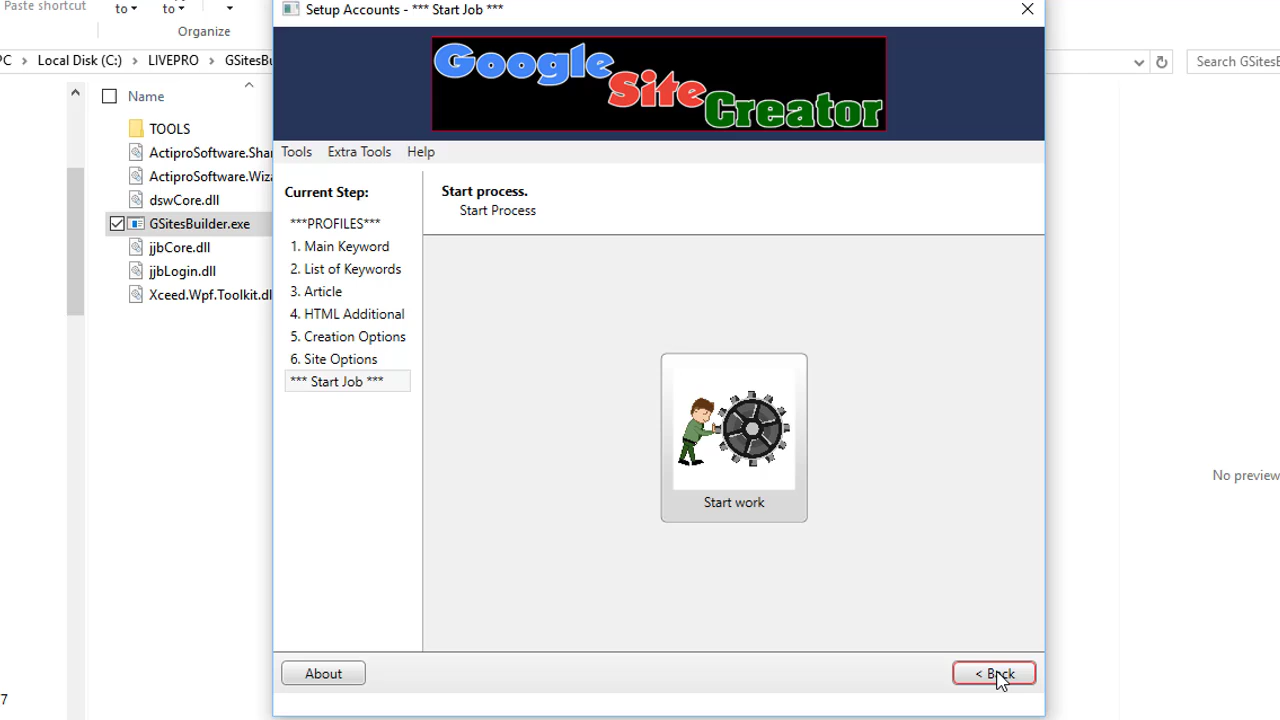 Paste shortcut
to
to
Organize
PC
Local Disk (C:)
LIVEPRO
Search GSitesB
Name
TOOLS
ActiproSoftware.Sha
ActiproSoftware.Wiz
dswCore.dll
GSitesBuilder.exe
jjbCore.dll
jjbLogin.dll
Xceed.Wpf.Toolkit.dl
7
Setup Accounts - *** Start Job ***
Google
Site
Creator
Tools Extra Tools Help
Current Step:
***PROFILES***
1. Main Keyword
2. List of Keywords
3. Article
4. HTML Additional
5. Creation Options
6. Site Options
*** Start Job ***
Start process.
Start Process
Start work
About
< Back
No preview